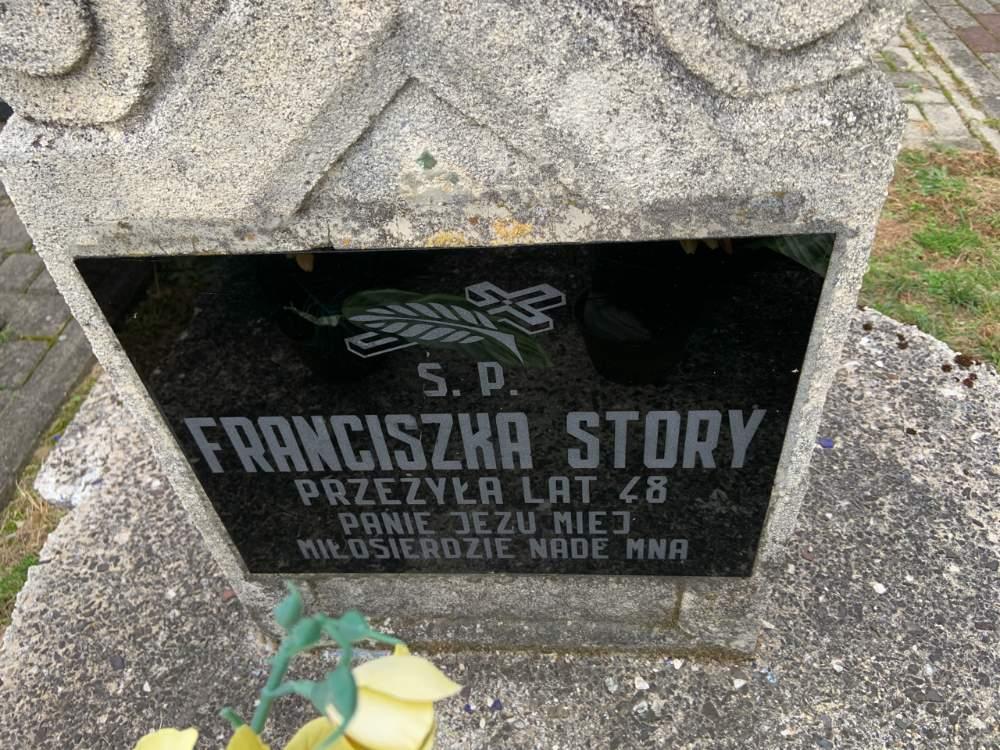 S. P.
FRANCISZKA STORY
PRZEŻYŁA LAT 48
PANIE JEZU MIEJ
MIŁOSIERDZIE NADE MNĄ